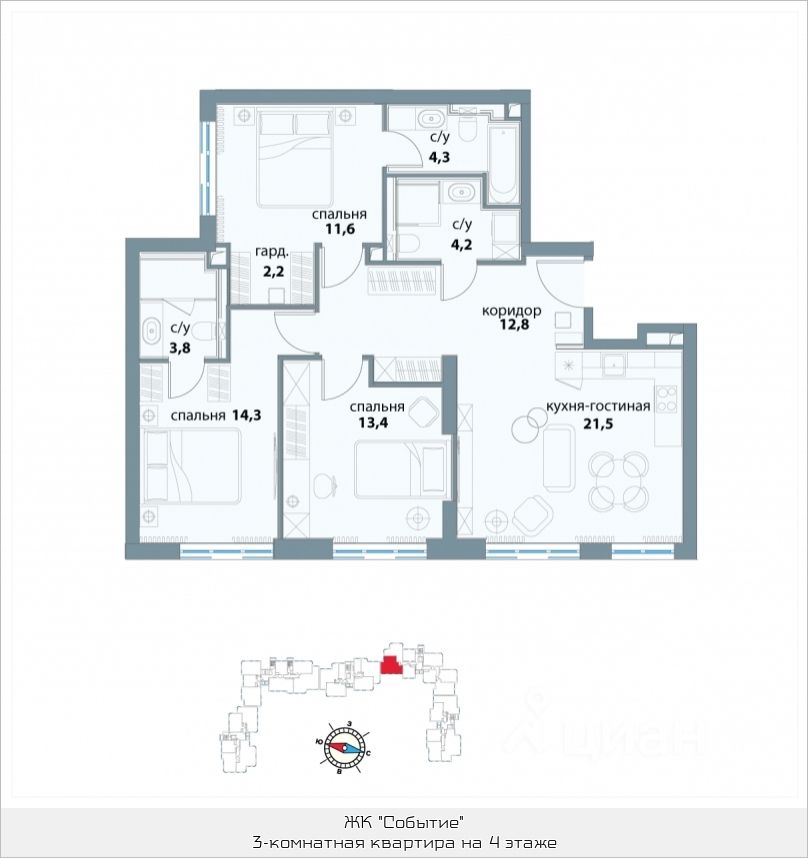 с/у
4,3
спальня
11,6
с/у
4,2
гард.
2,2
коридор
12,8
с/у
3,8
спальня 14,3
спальня
13,4
кухня-гостиная
21,5
З
Ю
С
В
циан
ЖК "Событие"
3-комнатная квартира на 4 этаже